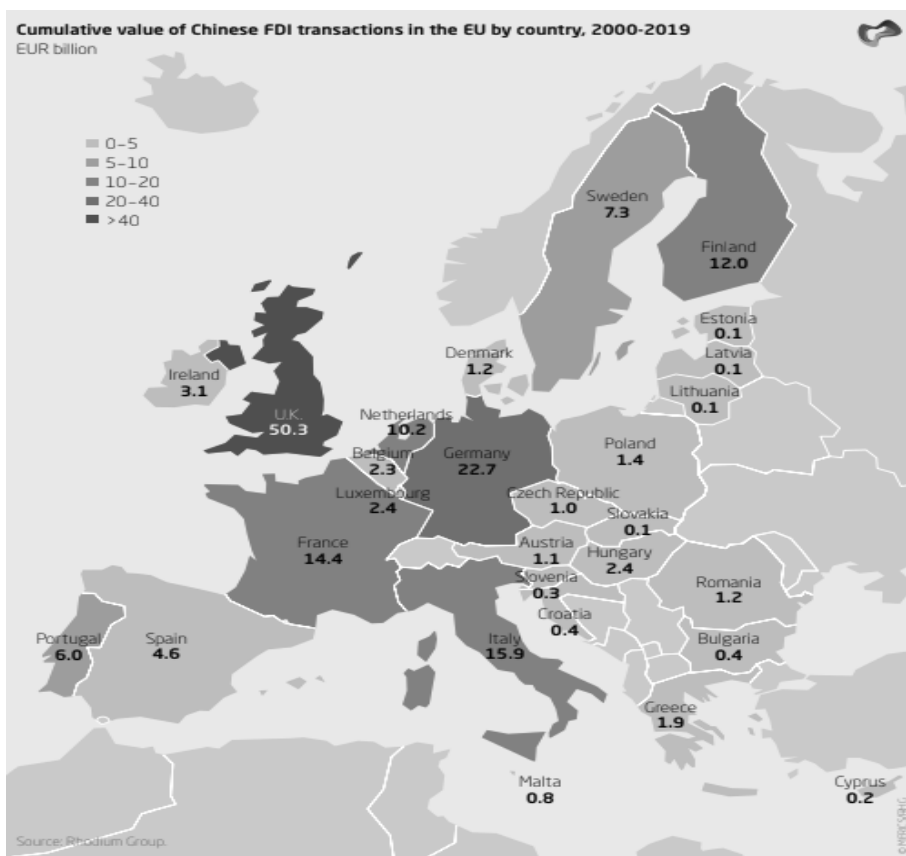 Cumulative value of Chinese FDI transactions in the EU by country, 2000-2019
EUR billion
0-5
5-10
10-20
20-40
>40
Sweden
7.3
Finland
12.0
Estonia
0.1
Latvia
0.1
Lithuania
0.1
Denmark
1.2
Ireland
3.1
U.K.
50.3
Netherlands
10.2
Belgium
2.3
Luxembourg
2.4
Germany
22.7
Poland
1.4
Czech Republic
1.0
Slovakia
0.1
Austria
1.1
Hungary
2.4
France
14.4
Slovenia
0.3
Croatia
0.4
Romania
1.2
Bulgaria
0.4
Portugal
6.0
Spain
4.6
Italy
15.9
Greece
1.9
Malta
0.8
Cyprus
0.2
Source: Rhodium Group.